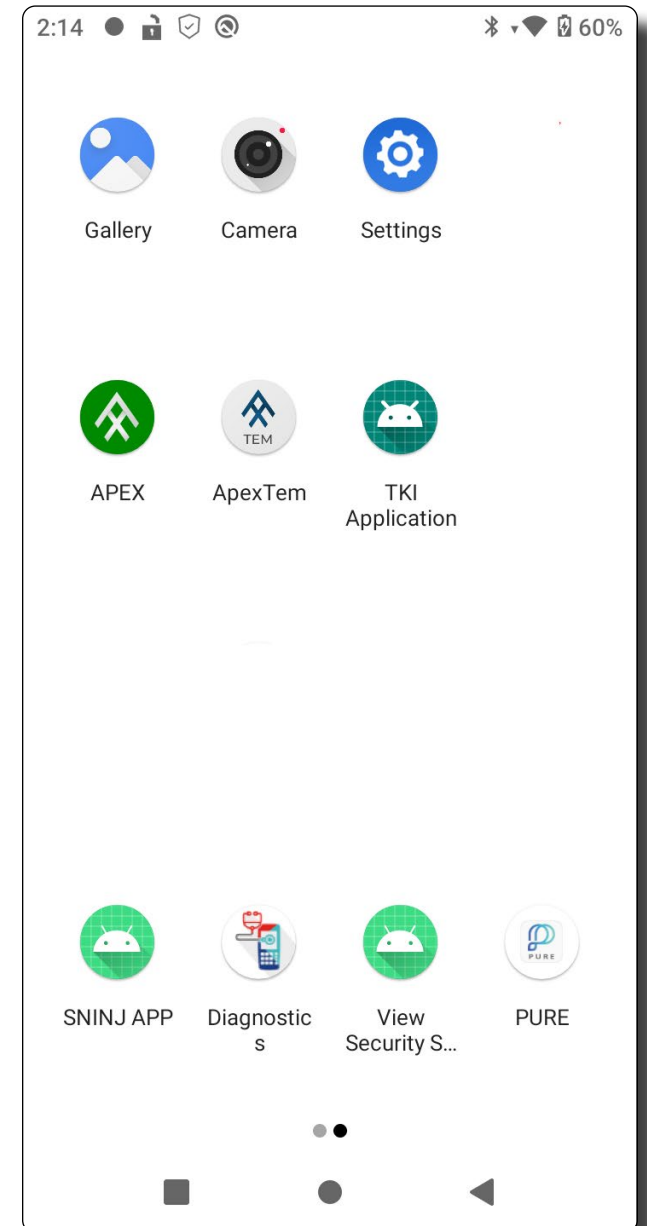 2:14
60%
Gallery
Camera
Settings
TEM
APEX
ApexTem
TKI
Application
PURE
SNINJ APP
Diagnostic
s
View
Security S...
PURE